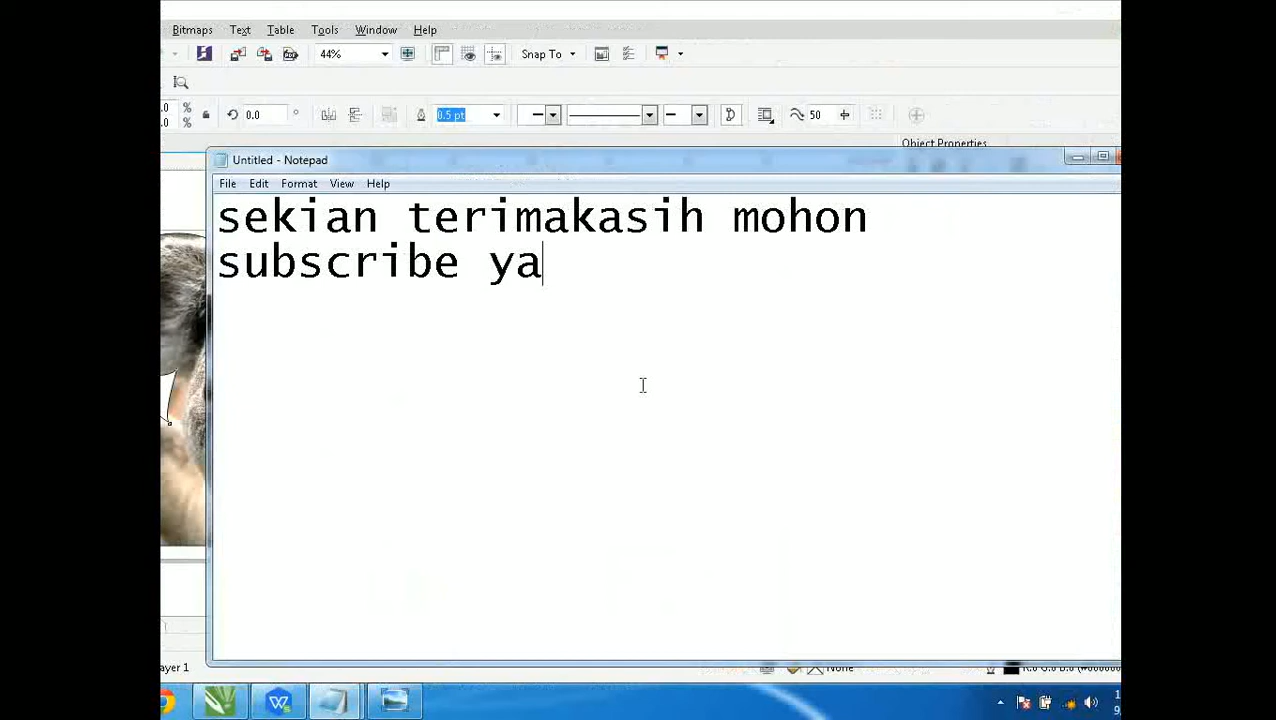 Bitmaps Text Table Tools Window Help
44% Snap To
% 0.0 ° 0.5 pt 50
%
Object Properties
Untitled - Notepad
File Edit Format View Help
sekian terimakasih mohon
subscribe ya
ayer 1 None